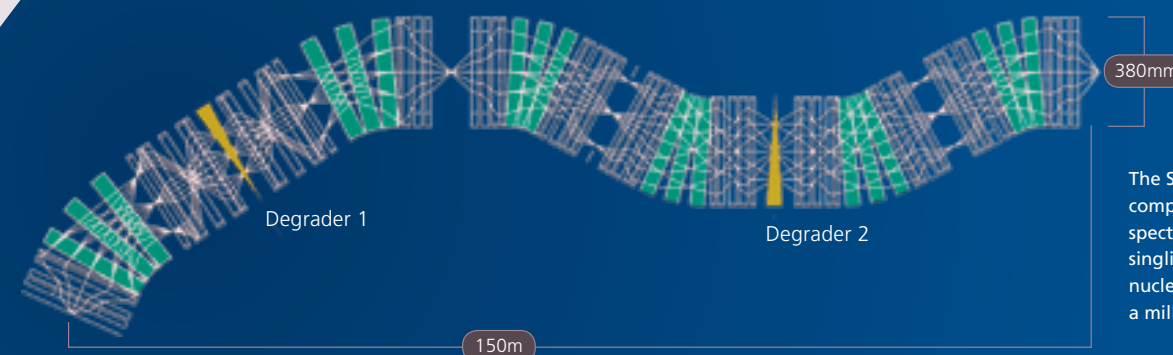 380mm
Degrader 1
Degrader 2
150m
The S
comp
spect
singli
nucle
a mil